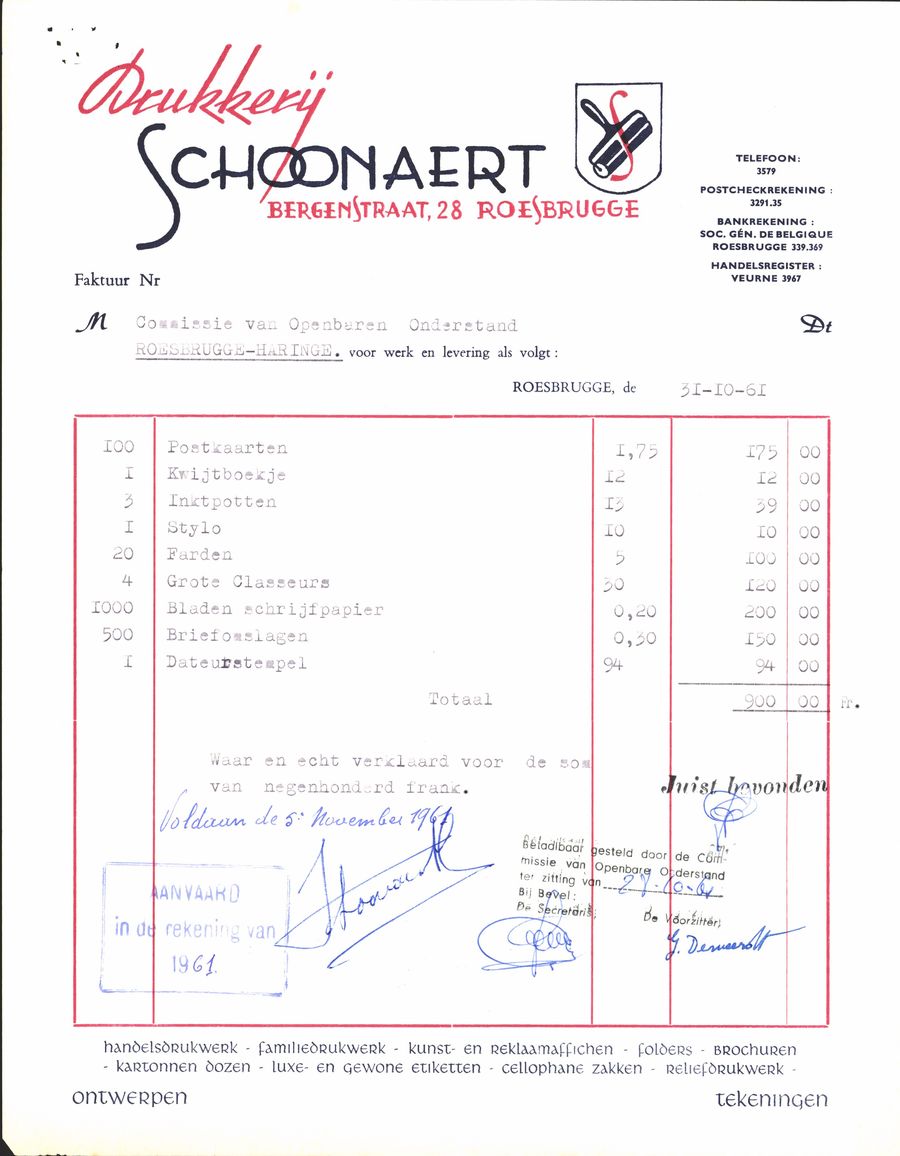 Drukkerij
SCHOONAERT
BERGENSTRAAT, 28 ROESBRUGGE
TELEFOON:
3579
POSTCHECKREKENING :
3291.35
BANKREKENING :
SOC. GÉN. DE BELGIQUE
ROESBRUGGE 339.369
HANDELSREGISTER :
VEURNE 3967
Faktuur Nr
M Commissie van Openbaren Onderstand Dt
ROESBRUGGE-HARINGE. voor werk en levering als volgt :
ROESBRUGGE, de 31-10-61
100 Postkaarten 1,75 175 00
1 Kwijtboekje 12 12 00
3 Inktpotten 13 39 00
1 Stylo 10 10 00
20 Farden 5 100 00
4 Grote Classeurs 30 120 00
1000 Bladen schrijfpapier 0,20 200 00
500 Briefomslagen 0,30 150 00
1 Dateurstempel 94 94 00
Totaal 900 00 Fr.
Waar en echt verklaard voor de som
van negenhonderd frank.
Juist bevonden
Voldaan de 5: November 1961
Betaalbaar gesteld door de Com-
missie van Openbare Onderstand
ter zitting van 27-10-61
Bij Bevel:
De Secretaris, De Voorzitter,
AANVAARD
in de rekening van
1961.
handelsdrukwerk - familiedrukwerk - kunst- en reklaamaffichen - folders - brochuren
- kartonnen dozen - luxe- en gewone etiketten - cellophane zakken - reliefdrukwerk -
ontwerpen tekeningen